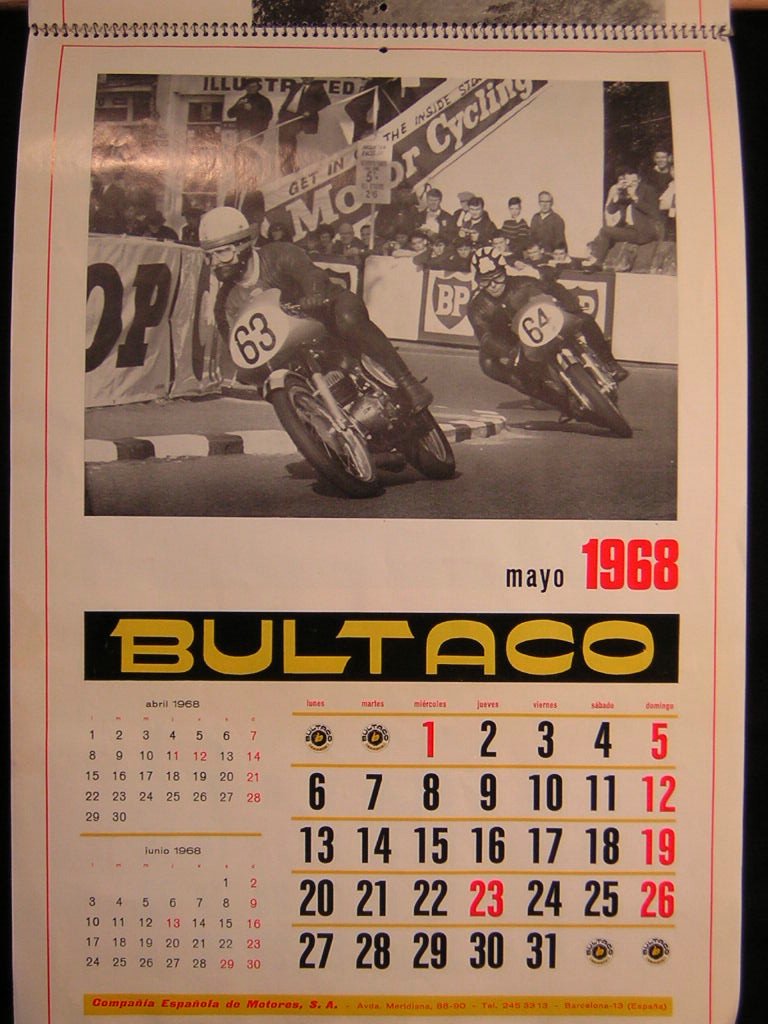 ILLUSTRATED
GET IN THE INSIDE
Motor Cycling
OP
BP
63
64
mayo 1968
BULTACO
abril 1968
l m m j v s d
1 2 3 4 5 6 7
8 9 10 11 12 13 14
15 16 17 18 19 20 21
22 23 24 25 26 27 28
29 30
junio 1968
1 2
3 4 5 6 7 8 9
10 11 12 13 14 15 16
17 18 19 20 21 22 23
24 25 26 27 28 29 30
lunes martes miércoles jueves viernes sábado domingo
BULTACO BULTACO 1 2 3 4 5
6 7 8 9 10 11 12
13 14 15 16 17 18 19
20 21 22 23 24 25 26
27 28 29 30 31 BULTACO BULTACO
Compañía Española de Motores, S. A. - Avda. Meridiana, 88-90 - Tel. 245 33 13 - Barcelona-13 (España)